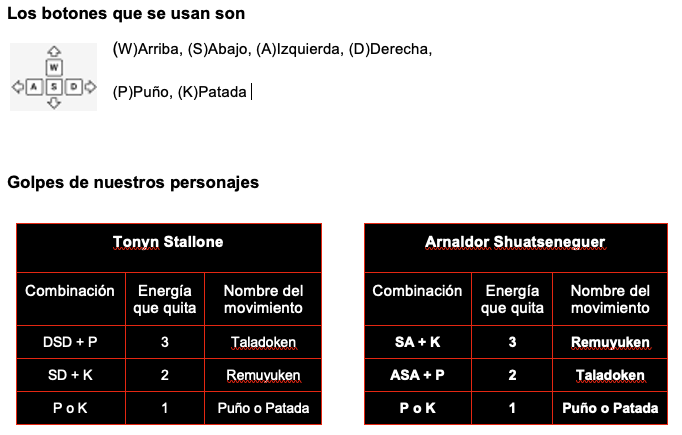 Los botones que se usan son
(W)Arriba, (S)Abajo, (A)Izquierda, (D)Derecha,
W
A S D
(P)Puño, (K)Patada
Golpes de nuestros personajes
Tonyn Stallone
Combinación Energía que quita Nombre del movimiento
DSD + P 3 Taladoken
SD + K 2 Remuyuken
P o K 1 Puño o Patada
Arnaldor Shuatseneguer
Combinación Energía que quita Nombre del movimiento
SA + K 3 Remuyuken
ASA + P 2 Taladoken
P o K 1 Puño o Patada